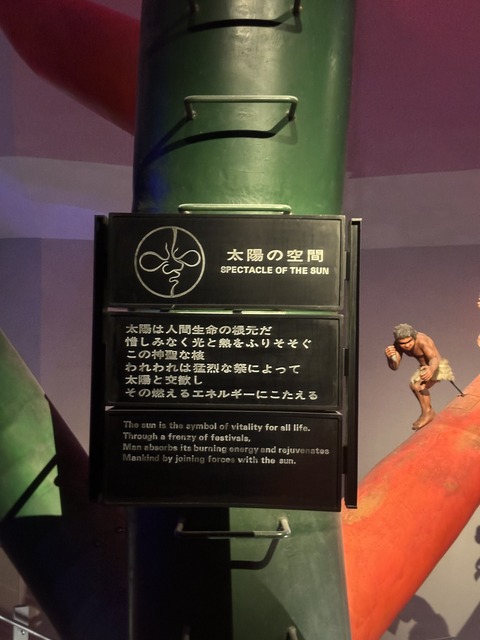 太陽の空間
SPECTACLE OF THE SUN
太陽は人間生命の根元だ
惜しみなく光と熱をふりそそぐ
この神聖な核
われわれは猛烈な祭によって
太陽と交歓し
その燃えるエネルギーにこたえる
The sun is the symbol of vitality for all life.
Through a frenzy of festivals,
Man absorbs its burning energy and rejuvenates
Mankind by joining forces with the sun.